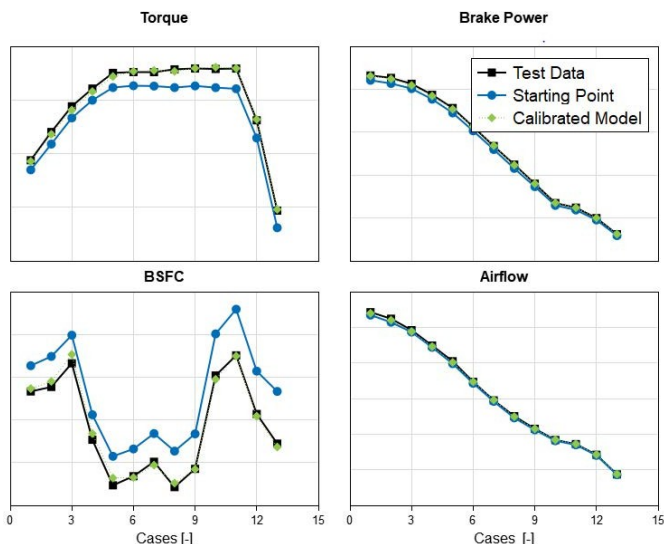 Torque
Brake Power
Test Data
Starting Point
Calibrated Model
BSFC
Airflow
0 3 6 9 12 15
0 3 6 9 12 15
Cases [-]
Cases [-]